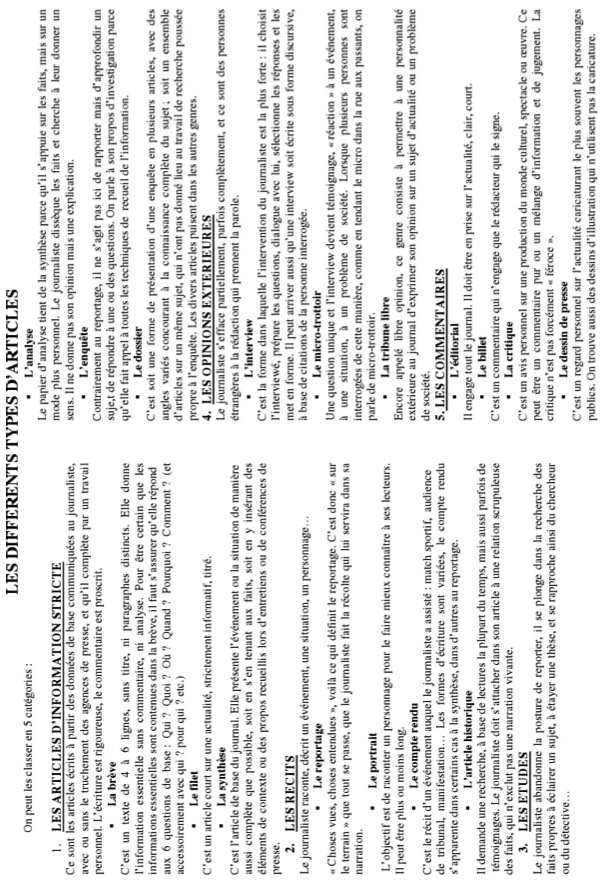 LES DIFFERENTS TYPES D'ARTICLES
On peut les classer en 5 catégories :
1. LES ARTICLES D'INFORMATION STRICTE
Ce sont les articles écrits à partir des données de base communiquées au journaliste,
avec ou sans le truchement des agences de presse, et qu'il complète par un travail
personnel. L'écriture est rigoureuse, le commentaire est proscrit.
▪ La brève
C'est un texte de 4 à 6 lignes, sans titre, ni paragraphes distincts. Elle donne
l'information essentielle sans commentaire, ni analyse. Pour être certain que les
informations essentielles sont contenues dans la brève, il faut s'assurer qu'elle répond
aux 6 questions de base : Qui ? Quoi ? Où ? Quand ? Pourquoi ? Comment ? (et
accessoirement avec qui ? pour qui ? etc.)
▪ Le filet
C'est un article court sur une actualité, strictement informatif, titré.
▪ La synthèse
C'est l'article de base du journal. Elle présente l'événement ou la situation de manière
aussi complète que possible, soit en s'en tenant aux faits, soit en y insérant des
éléments de contexte ou des propos recueillis lors d'entretiens ou de conférences de
presse.
2. LES RECITS
Le journaliste raconte, décrit un événement, une situation, un personnage…
▪ Le reportage
« Choses vues, choses entendues », voilà ce qui définit le reportage. C'est donc « sur
le terrain » que tout se passe, que le journaliste fait la récolte qui lui servira dans sa
narration.
▪ Le portrait
L'objectif est de raconter un personnage pour le faire mieux connaître à ses lecteurs.
Il peut être plus ou moins long.
▪ Le compte rendu
C'est le récit d'un événement auquel le journaliste a assisté : match sportif, audience
de tribunal, manifestation… Les formes d'écriture sont variées, le compte rendu
s'apparente dans certains cas à la synthèse, dans d'autres au reportage.
▪ L'article historique
Il demande une recherche, à base de lectures la plupart du temps, mais aussi parfois de
témoignages. Le journaliste doit s'attacher dans son article à une relation scrupuleuse
des faits, qui n'exclut pas une narration vivante.
3. LES ETUDES
Le journaliste abandonne la posture de reporter, il se plonge dans la recherche des
faits propres à éclairer un sujet, à étayer une thèse, et se rapproche ainsi du chercheur
ou du détective…
▪ L'analyse
Le papier d'analyse tient de la synthèse parce qu'il s'appuie sur les faits, mais sur un
mode plus personnel. Le journaliste dissèque les faits et cherche à leur donner un
sens. Il ne donne pas son opinion mais une explication.
▪ L'enquête
Contrairement au reportage, il ne s'agit pas ici de rapporter mais d'approfondir un
sujet, de répondre à une ou des questions. On parle à son propos d'investigation parce
qu'elle fait appel à toutes les techniques de recueil de l'information.
▪ Le dossier
C'est soit une forme de présentation d'une enquête en plusieurs articles, avec des
angles variés concourant à la connaissance complète du sujet ; soit un ensemble
d'articles sur un même sujet, qui n'ont pas donné lieu au travail de recherche poussée
propre à l'enquête. Les divers articles puisent dans les autres genres.
4. LES OPINIONS EXTERIEURES
Le journaliste s'efface partiellement, parfois complètement, et ce sont des personnes
étrangères à la rédaction qui prennent la parole.
▪ L'interview
C'est la forme dans laquelle l'intervention du journaliste est la plus forte : il choisit
l'interviewé, prépare les questions, dialogue avec lui, sélectionne les réponses et les
met en forme. Il peut arriver aussi qu'une interview soit écrite sous forme discursive,
à base de citations de la personne interrogée.
▪ Le micro-trottoir
Une question unique et l'interview devient témoignage, « réaction » à un événement,
à une situation, à un problème de société. Lorsque plusieurs personnes sont
interrogées de cette manière, comme en tendant le micro dans la rue aux passants, on
parle de micro-trottoir.
▪ La tribune libre
Encore appelé libre opinion, ce genre consiste à permettre à une personnalité
extérieure au journal d'exprimer son opinion sur un sujet d'actualité ou un problème
de société.
5. LES COMMENTAIRES
▪ L'éditorial
Il engage tout le journal. Il doit être en prise sur l'actualité, clair, court.
▪ Le billet
C'est un commentaire qui n'engage que le rédacteur qui le signe.
▪ La critique
C'est un avis personnel sur une production du monde culturel, spectacle ou œuvre. Ce
peut être un commentaire pur ou un mélange d'information et de jugement. La
critique n'est pas forcément « féroce ».
▪ Le dessin de presse
C'est un regard personnel sur l'actualité caricaturant le plus souvent les personnages
publics. On trouve aussi des dessins d'illustration qui n'utilisent pas la caricature.